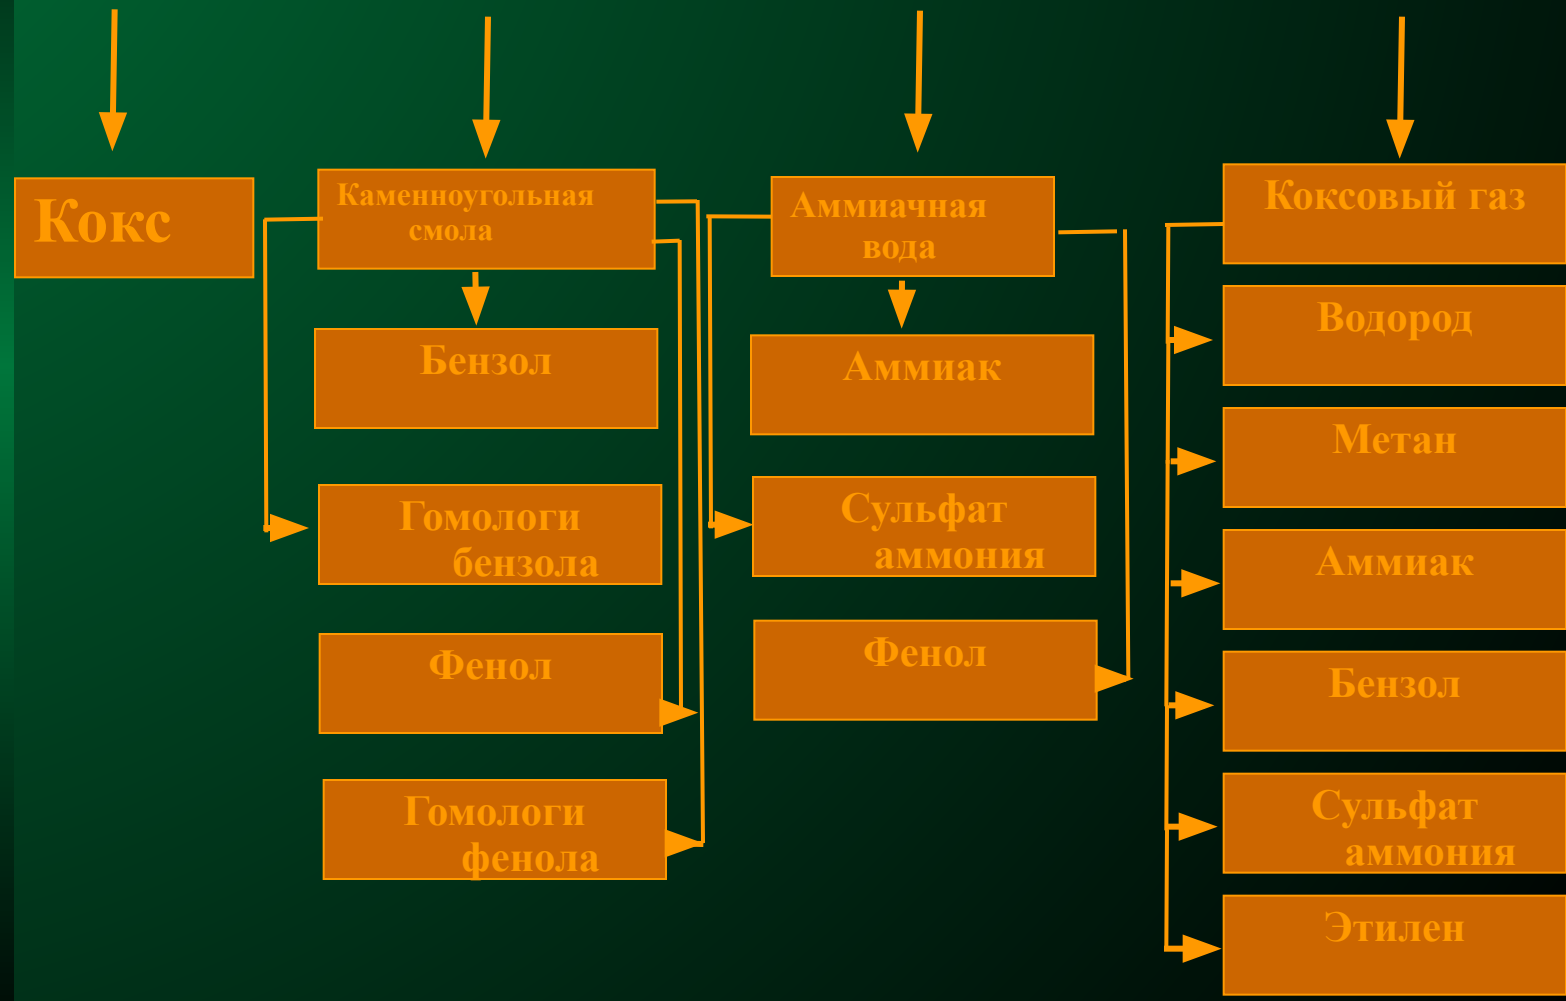 Кокс
Каменноугольная
смола
Бензол
Гомологи
бензола
Фенол
Гомологи
фенола
Аммиачная
вода
Аммиак
Сульфат
аммония
Фенол
Коксовый газ
Водород
Метан
Аммиак
Бензол
Сульфат
аммония
Этилен